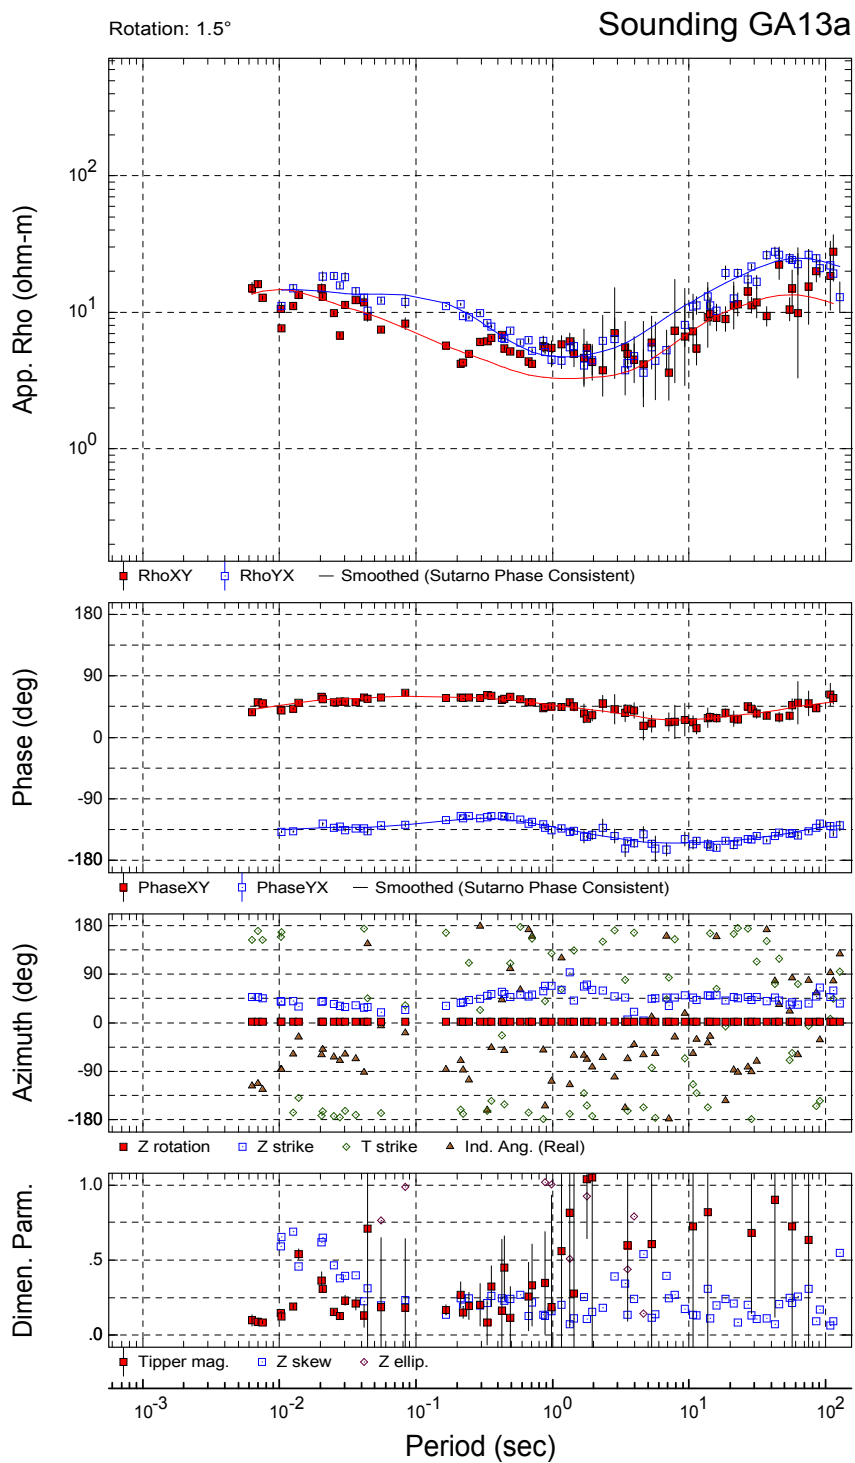 Rotation: 1.5°
Sounding GA13a
App. Rho (ohm-m)
10^2
10^1
10^0
RhoXY RhoYX Smoothed (Sutarno Phase Consistent)
Phase (deg)
180
90
0
-90
-180
PhaseXY PhaseYX Smoothed (Sutarno Phase Consistent)
Azimuth (deg)
180
90
0
-90
-180
Z rotation Z strike T strike Ind. Ang. (Real)
Dimen. Parm.
1.0
.5
.0
Tipper mag. Z skew Z ellip.
10^-3 10^-2 10^-1 10^0 10^1 10^2
Period (sec)